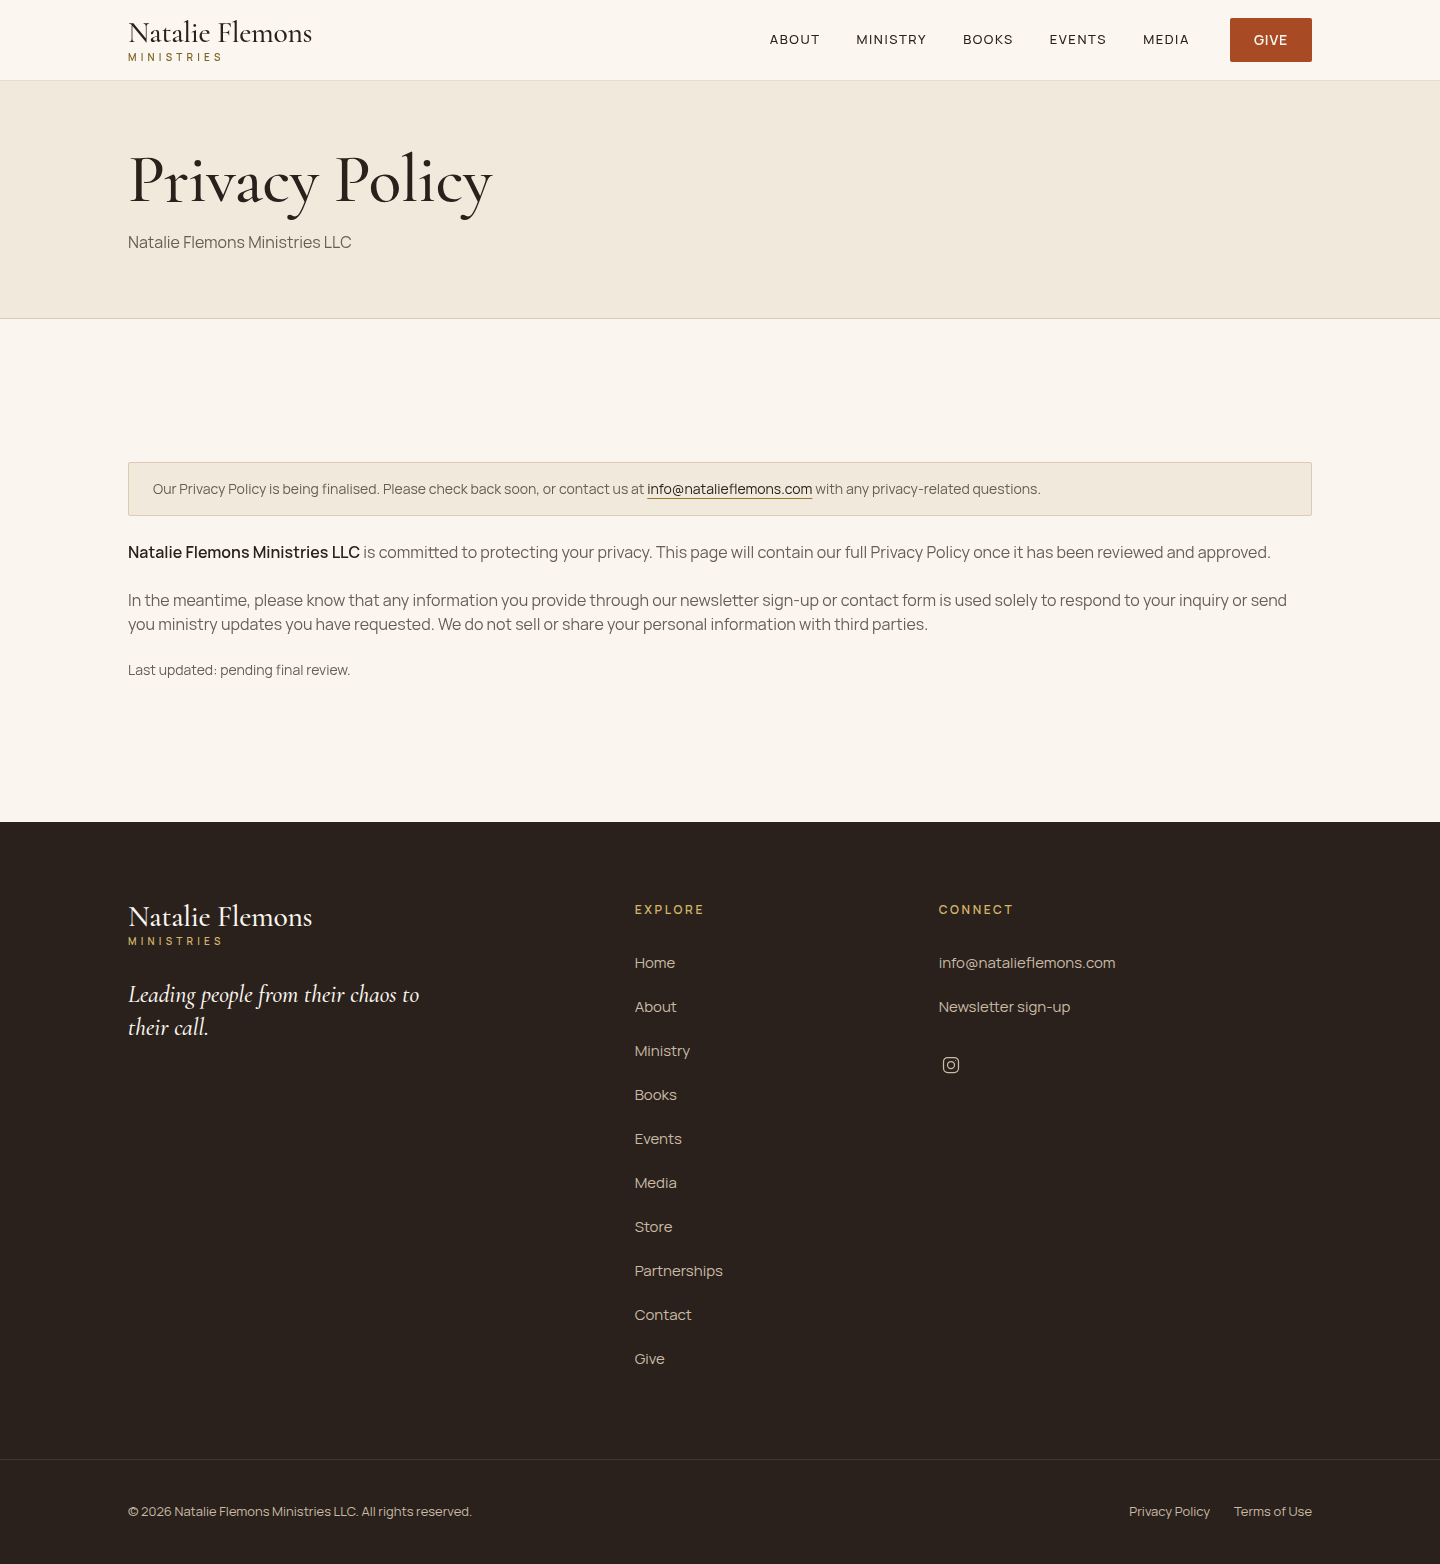 Natalie Flemons
MINISTRIES
ABOUT
MINISTRY
BOOKS
EVENTS
MEDIA
GIVE
Privacy Policy
Natalie Flemons Ministries LLC
Our Privacy Policy is being finalised. Please check back soon, or contact us at info@natalieflemons.com with any privacy-related questions.
Natalie Flemons Ministries LLC is committed to protecting your privacy. This page will contain our full Privacy Policy once it has been reviewed and approved.
In the meantime, please know that any information you provide through our newsletter sign-up or contact form is used solely to respond to your inquiry or send
you ministry updates you have requested. We do not sell or share your personal information with third parties.
Last updated: pending final review.
Natalie Flemons
MINISTRIES
Leading people from their chaos to
their call.
EXPLORE
Home
About
Ministry
Books
Events
Media
Store
Partnerships
Contact
Give
CONNECT
info@natalieflemons.com
Newsletter sign-up
© 2026 Natalie Flemons Ministries LLC. All rights reserved.
Privacy Policy
Terms of Use